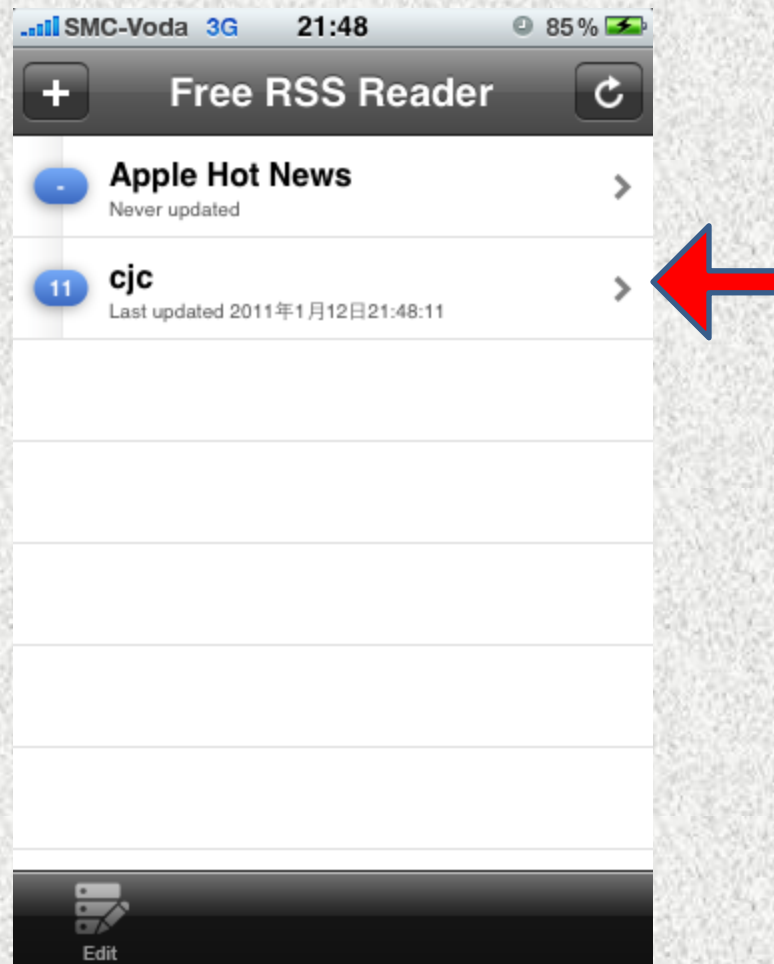 SMC-Voda 3G 21:48 85%
+ Free RSS Reader
- Apple Hot News
Never updated
11 cjc
Last updated 2011年1月12日21:48:11
Edit